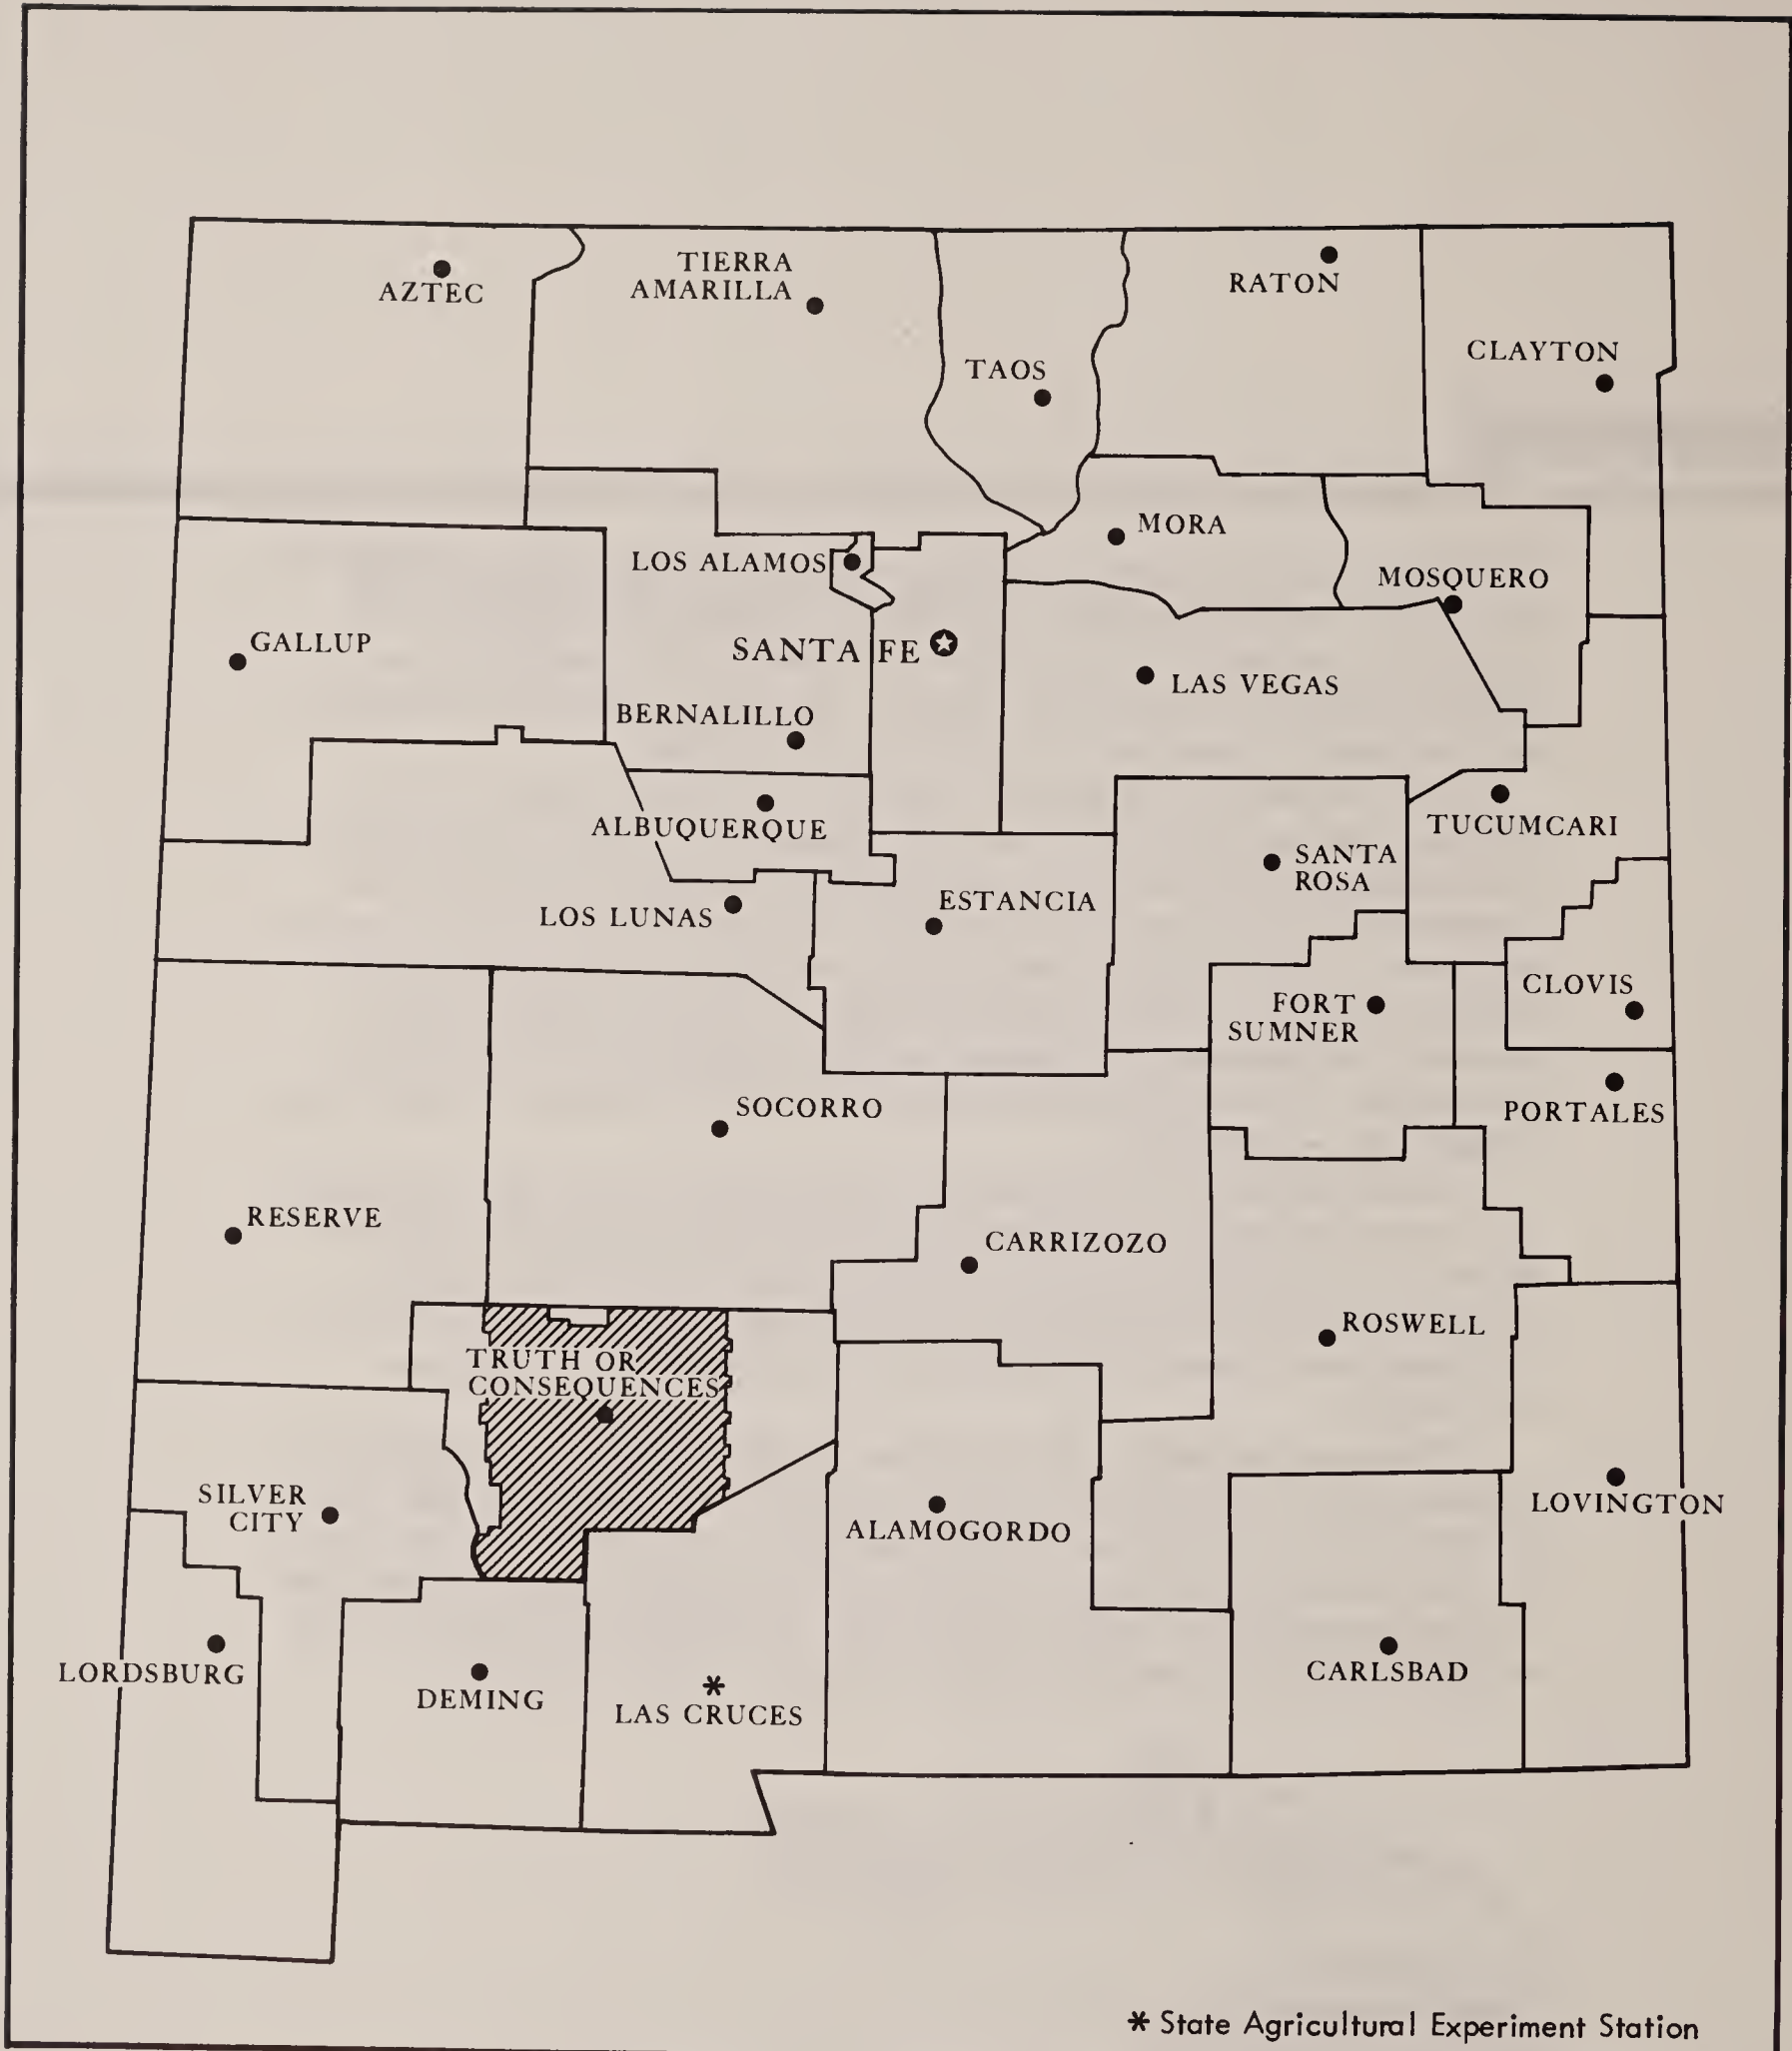 AZTEC
TIERRA
AMARILLA
RATON
TAOS
CLAYTON
MORA
LOS ALAMOS
MOSQUERO
GALLUP
SANTA FE
LAS VEGAS
BERNALILLO
ALBUQUERQUE
TUCUMCARI
SANTA
ROSA
LOS LUNAS
ESTANCIA
CLOVIS
FORT
SUMNER
SOCORRO
PORTALES
RESERVE
CARRIZOZO
ROSWELL
TRUTH OR
CONSEQUENCES
SILVER
CITY
ALAMOGORDO
LOVINGTON
LORDSBURG
DEMING
* LAS CRUCES
CARLSBAD
* State Agricultural Experiment Station